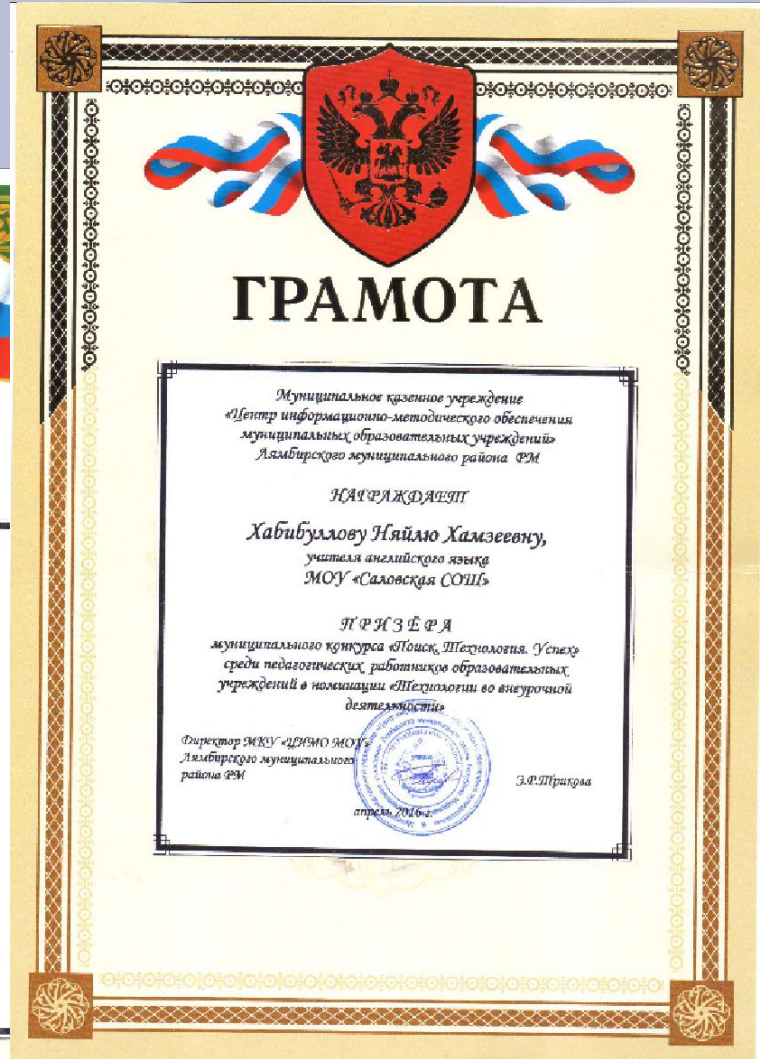 ГРАМОТА
Муниципальное казенное учреждение
«Центр информационно-методического обеспечения
муниципальных образовательных учреждений»
Лямбирского муниципального района РМ
НАГРАЖДАЕТ
Хабибуллову Няйлю Хамзеевну,
учителя английского языка
МОУ «Саловская СОШ»
ПРИЗЁРА
муниципального конкурса «Поиск, Технология. Успех»
среди педагогических работников образовательных
учреждений в номинации «Технологии во внеурочной
деятельности»
Директор МКУ «ЦИМО МОУ»
Лямбирского муниципального
района РМ
Э.Р.Трикова
апрель 2016 г.